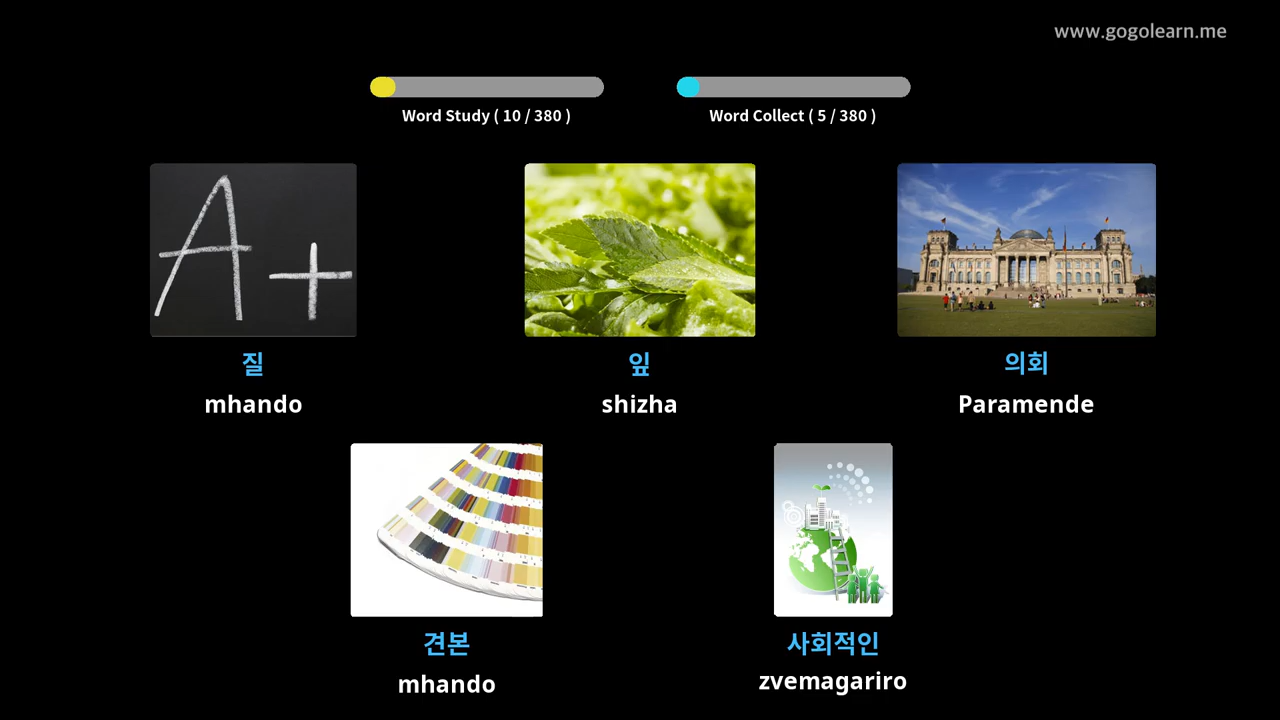 www.gogolearn.me
Word Study ( 10 / 380 )
Word Collect ( 5 / 380 )
A+
질
잎
의회
mhando
shizha
Paramende
견본
사회적인
mhando
zvemagariro